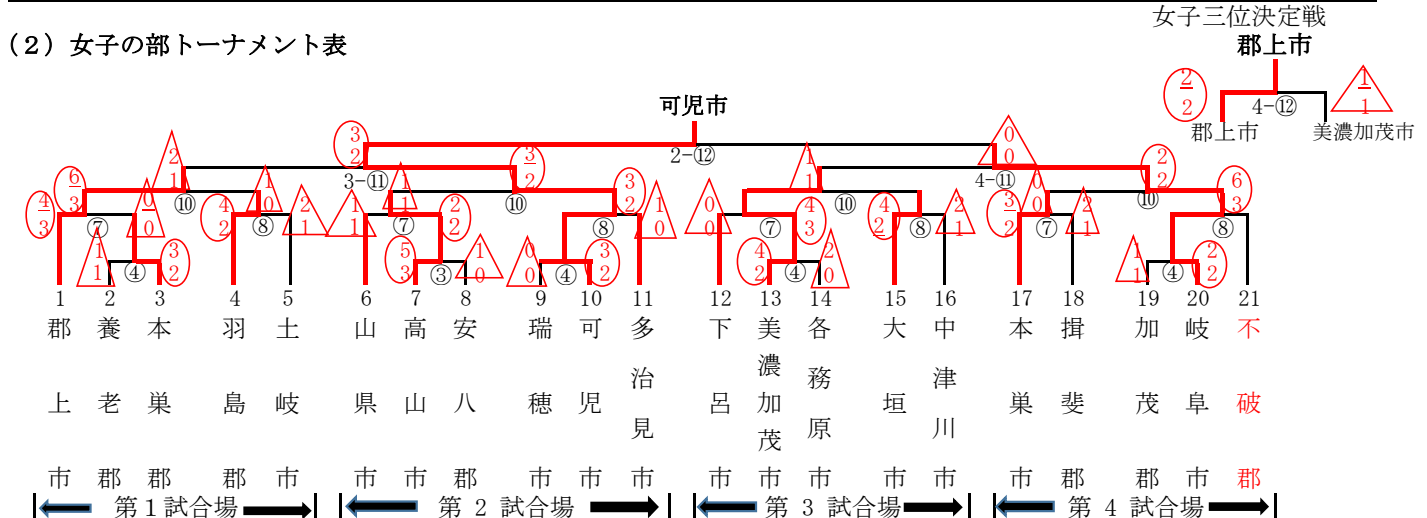 女子三位決定戦
(2) 女子の部トーナメント表
郡上市
可児市
2 2
4-⑫
1 1
郡上市
美濃加茂市
3 2
2-⑫
0 0
2 1
3-⑪
1 1
3 2
1 1
4-⑪
0 0
2 2
4 3
6 3
⑩
1 0
⑩
3 2
1 0
⑩
⑩
6 3
⑦
0 0
4 2
⑧
2 1
1 1
⑦
2 2
⑧
0 0
⑦
4 3
4 2
⑧
2 1
3 2
⑦
2 1
⑧
1 1
④
3 2
5 3
③
1 0
0 0
④
3 2
4 2
④
2 0
1 1
④
2 2
1 2 3 4 5 6 7 8 9 10 11 12 13 14 15 16 17 18 19 20 21
郡上市
養老郡
本巣郡
羽島郡
土岐市
山県市
高山市
安八郡
瑞穂市
可児市
多治見市
下呂市
美濃加茂市
各務原市
大垣市
中津川市
本巣市
揖斐郡
加茂郡
岐阜市
不破郡
第1試合場 第2試合場 第3試合場 第4試合場